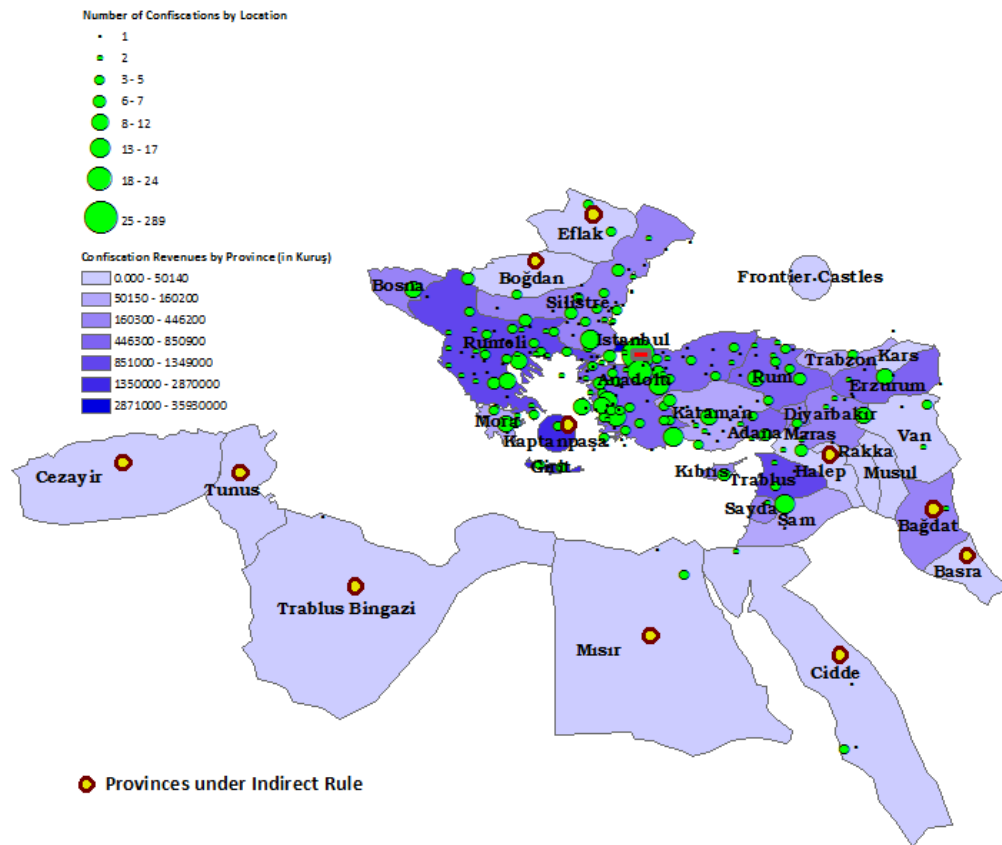 Number of Confiscations by Location
1
2
3 - 5
6 - 7
8 - 12
13 - 17
18 - 24
25 - 289
Confiscation Revenues by Province (in Kuruş)
0.000 - 50140
50150 - 160200
160300 - 446200
446300 - 850900
851000 - 1349000
1350000 - 2870000
2871000 - 35930000
Eflak
Boğdan
Frontier Castles
Bosna
Silistre
Istanbul
Rumeli
Trabzon
Kars
Anadolu
Rum
Erzurum
Mora
Karaman
Diyarbakır
Kaptanpaşa
Adana
Maraş
Van
Cezayir
Tunus
Girit
Kıbrıs
Trablus
Halep
Rakka
Musul
Sayda
Şam
Bağdat
Basra
Trablus Bingazi
Mısır
Cidde
Provinces under Indirect Rule